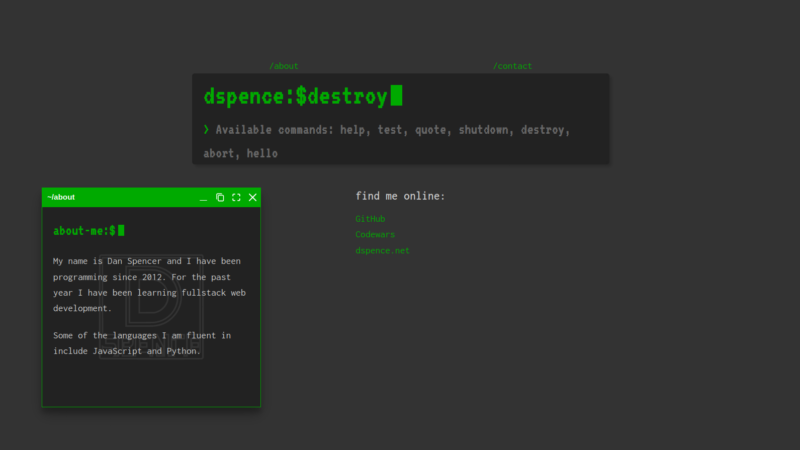 /about
/contact
dspence:$destroy
❯ Available commands: help, test, quote, shutdown, destroy,
abort, hello
~/about
about-me:$
My name is Dan Spencer and I have been
programming since 2012. For the past
year I have been learning fullstack web
development.
Some of the languages I am fluent in
include JavaScript and Python.
find me online:
GitHub
Codewars
dspence.net